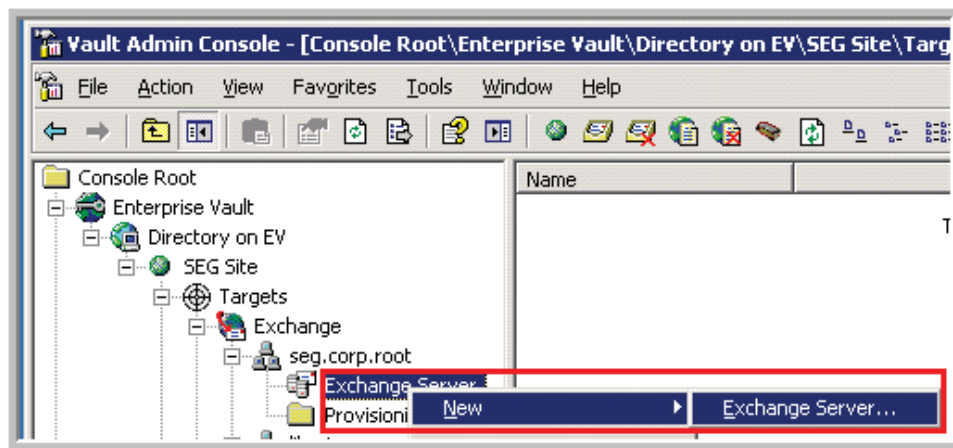 Vault Admin Console - [Console Root\Enterprise Vault\Directory on EV\SEG Site\Targ
File Action View Favorites Tools Window Help
Console Root
Name
Enterprise Vault
Directory on EV
T
SEG Site
Targets
Exchange
seg.corp.root
Exchange Server
New
Exchange Server...
Provisioni